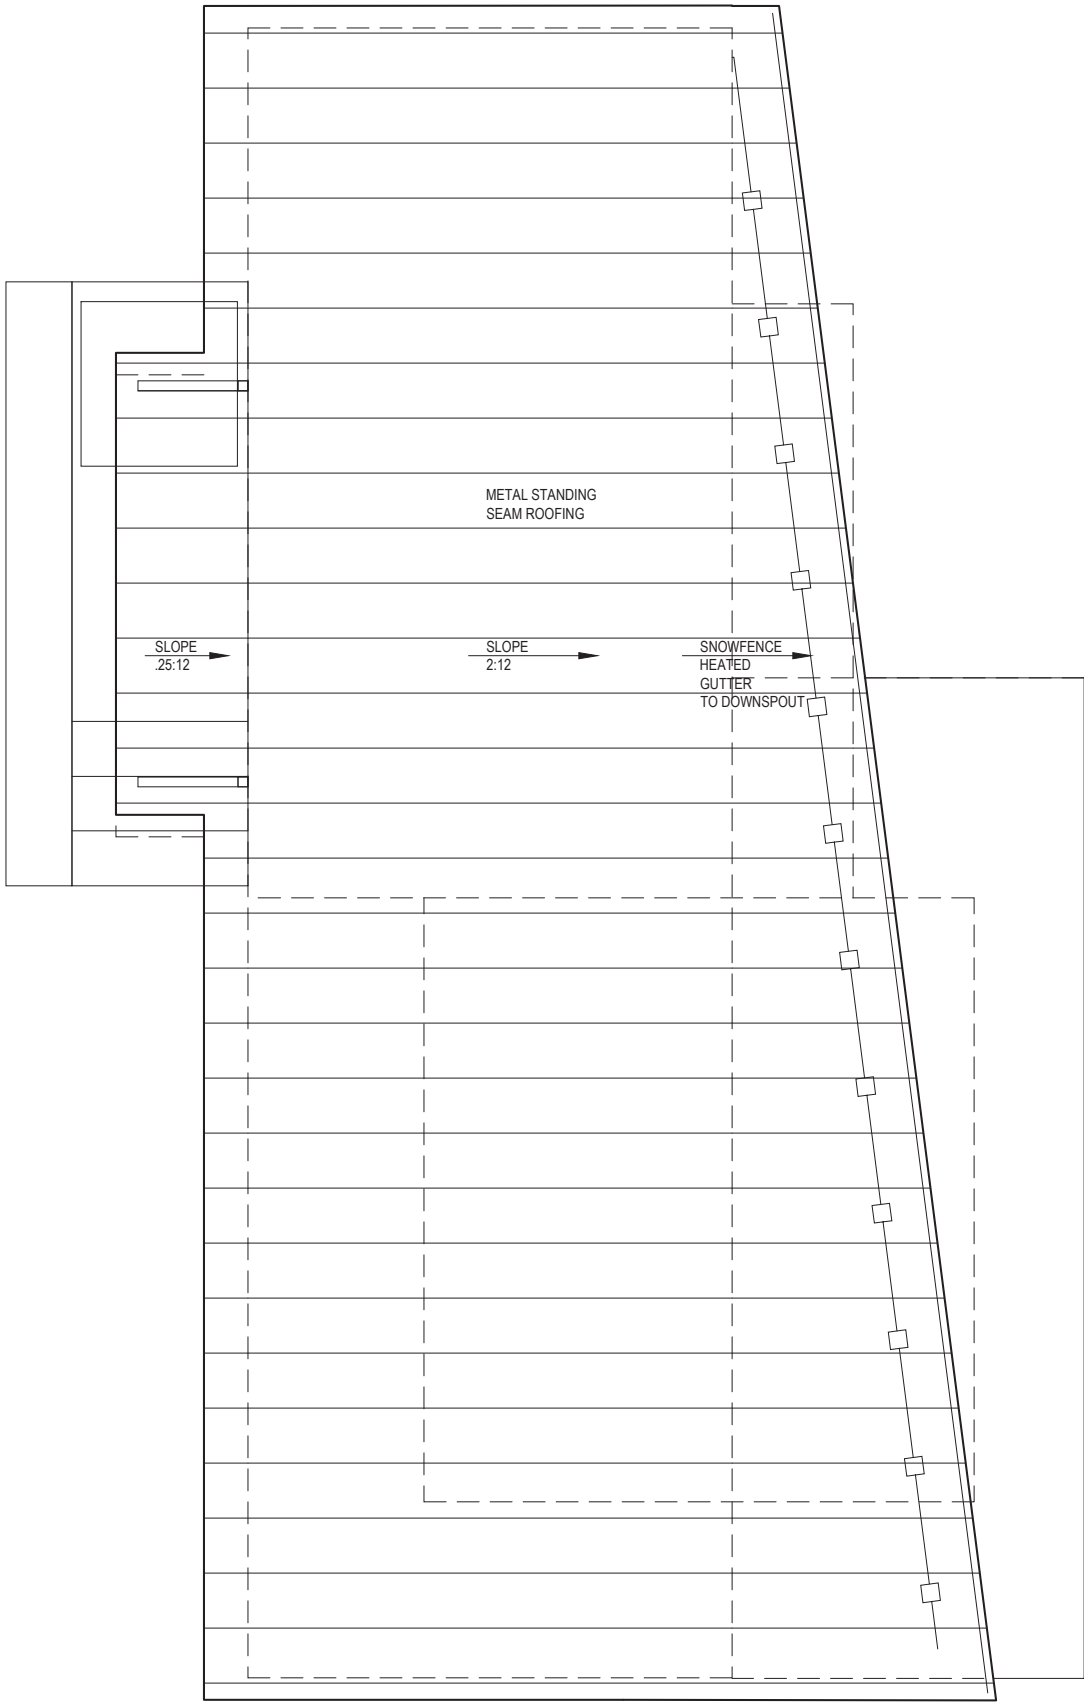 METAL STANDING
SEAM ROOFING
SLOPE
.25:12
SLOPE
2:12
SNOWFENCE
HEATED
GUTTER
TO DOWNSPOUT